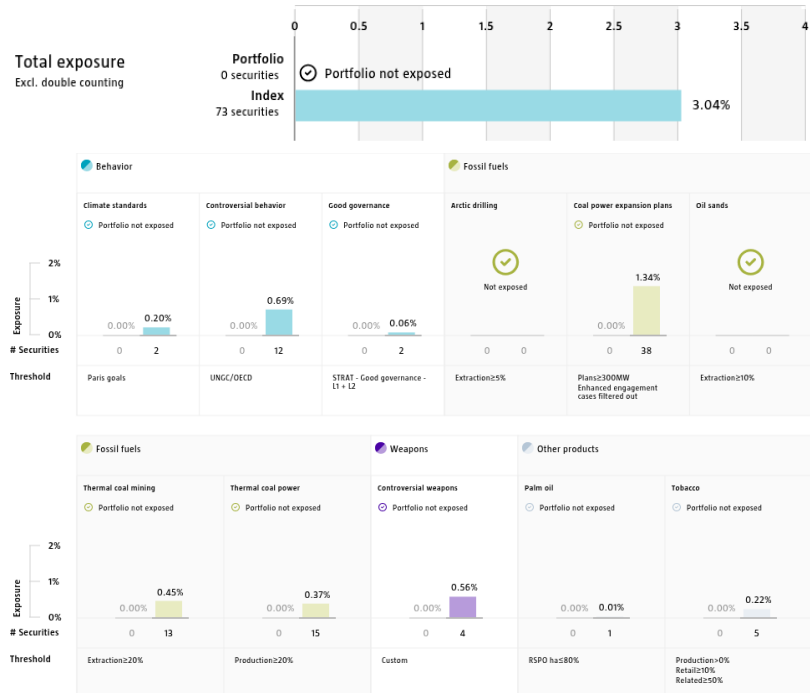 0 0.5 1 1.5 2 2.5 3 3.5 4
Total exposure
Excl. double counting
Portfolio
0 securities
Portfolio not exposed
Index
73 securities
3.04%
Behavior
Fossil fuels
Climate standards
Controversial behavior
Good governance
Arctic drilling
Coal power expansion plans
Oil sands
Portfolio not exposed
Portfolio not exposed
Portfolio not exposed
Portfolio not exposed
Not exposed
Not exposed
Exposure
2%
1%
0%
0.00% 0.20%
0.00% 0.69%
0.00% 0.06%
0.00% 1.34%
# Securities
0 2
0 12
0 2
0 0
0 38
0 0
Threshold
Paris goals
UNGC/OECD
STRAT - Good governance -
L1 + L2
Extraction≥5%
Plans≥300MW
Enhanced engagement
cases filtered out
Extraction≥10%
Fossil fuels
Weapons
Other products
Thermal coal mining
Thermal coal power
Controversial weapons
Palm oil
Tobacco
Portfolio not exposed
Portfolio not exposed
Portfolio not exposed
Portfolio not exposed
Portfolio not exposed
Exposure
2%
1%
0%
0.00% 0.45%
0.00% 0.37%
0.00% 0.56%
0.00% 0.01%
0.00% 0.22%
# Securities
0 13
0 15
0 4
0 1
0 5
Threshold
Extraction≥20%
Production≥20%
Custom
RSPO ha≤80%
Production>0%
Retail≥10%
Related≥50%